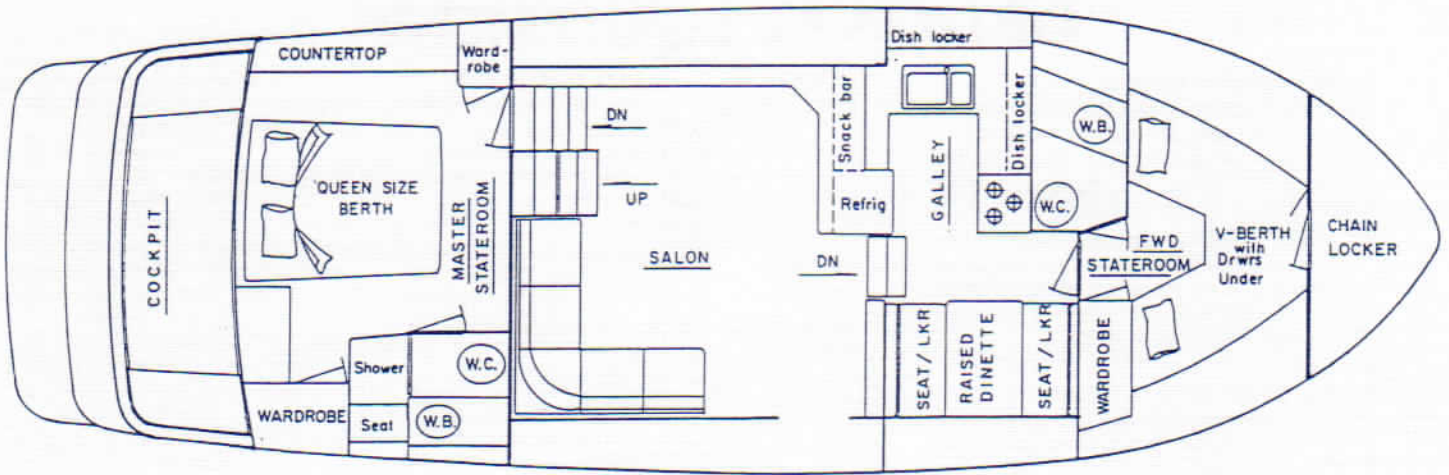 COCKPIT
COUNTERTOP
Ward-
robe
QUEEN SIZE
BERTH
MASTER
STATEROOM
WARDROBE
Shower
Seat
W.C.
W.B.
DN
UP
SALON
DN
Dish locker
Snack bar
Refrig
GALLEY
Dish locker
W.B.
W.C.
SEAT/LKR
RAISED
DINETTE
SEAT/LKR
WARDROBE
FWD
STATEROOM
V-BERTH
with
Drwrs
Under
CHAIN
LOCKER